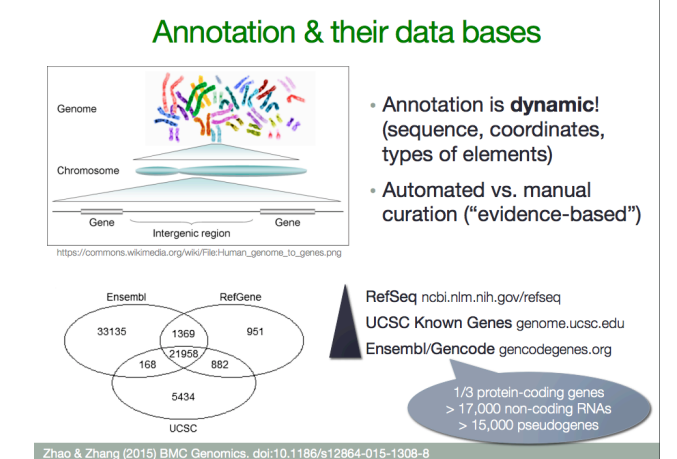 Annotation & their data bases
Genome
Chromosome
Gene
Gene
Intergenic region
https://commons.wikimedia.org/wiki/File:Human_genome_to_genes.png
• Annotation is dynamic!
(sequence, coordinates,
types of elements)
• Automated vs. manual
curation (“evidence-based”)
Ensembl
RefGene
33135
1369
951
21958
168
882
5434
UCSC
RefSeq ncbi.nlm.nih.gov/refseq
UCSC Known Genes genome.ucsc.edu
Ensembl/Gencode gencodegenes.org
1/3 protein-coding genes
> 17,000 non-coding RNAs
> 15,000 pseudogenes
Zhao & Zhang (2015) BMC Genomics. doi:10.1186/s12864-015-1308-8